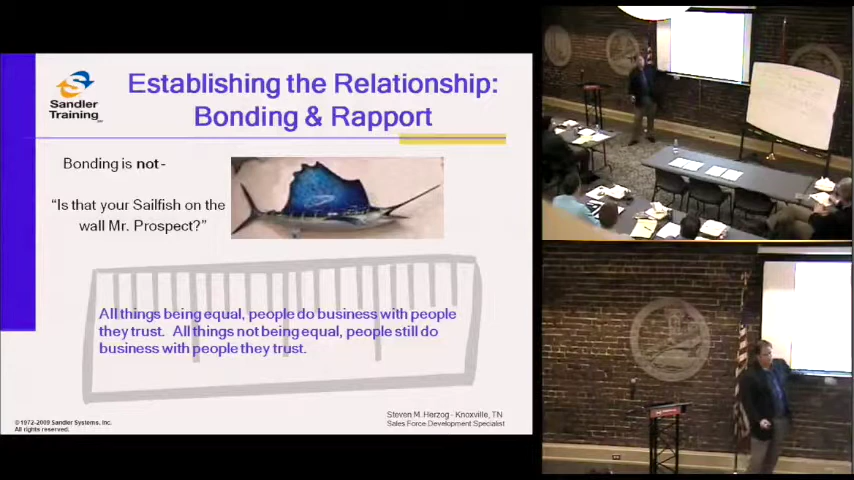 Sandler
Training
Establishing the Relationship:
Bonding & Rapport
Bonding is not -
"Is that your Sailfish on the
wall Mr. Prospect?"
All things being equal, people do business with people
they trust. All things not being equal, people still do
business with people they trust.
©1972-2009 Sandler Systems, Inc.
All rights reserved.
Steven M. Herzog - Knoxville, TN
Sales Force Development Specialist